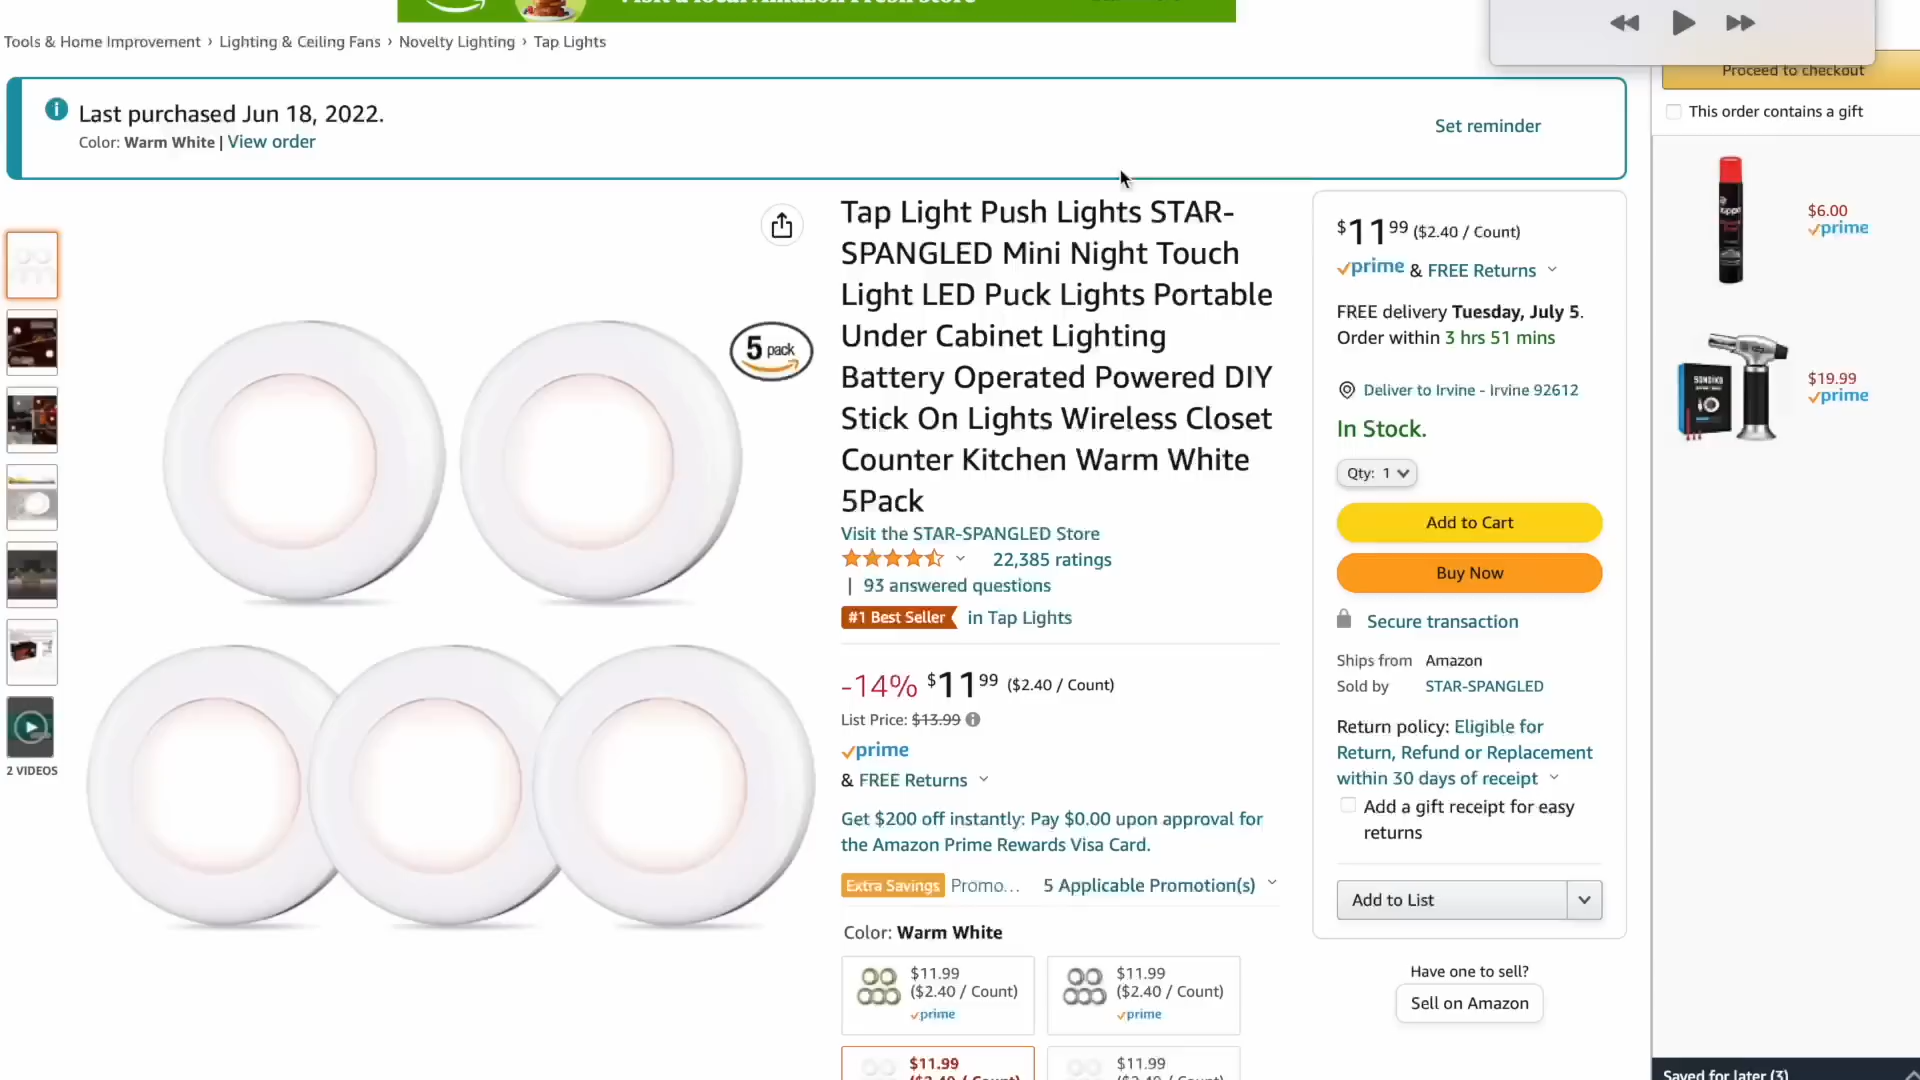 Tools & Home Improvement › Lighting & Ceiling Fans › Novelty Lighting › Tap Lights
Proceed to checkout
This order contains a gift
Last purchased Jun 18, 2022.
Color: Warm White | View order
Set reminder
Tap Light Push Lights STAR-
SPANGLED Mini Night Touch
Light LED Puck Lights Portable
Under Cabinet Lighting
Battery Operated Powered DIY
Stick On Lights Wireless Closet
Counter Kitchen Warm White
5Pack
Visit the STAR-SPANGLED Store
22,385 ratings
| 93 answered questions
#1 Best Seller in Tap Lights
-14% $11 99 ($2.40 / Count)
List Price: $13.99
prime
& FREE Returns
Get $200 off instantly: Pay $0.00 upon approval for
the Amazon Prime Rewards Visa Card.
Extra Savings Promo... 5 Applicable Promotion(s)
Color: Warm White
$11.99
($2.40 / Count)
prime
$11.99
($2.40 / Count)
prime
$11.99
$11.99
5 pack
2 VIDEOS
$11 99 ($2.40 / Count)
prime & FREE Returns
FREE delivery Tuesday, July 5.
Order within 3 hrs 51 mins
Deliver to Irvine - Irvine 92612
In Stock.
Qty: 1
Add to Cart
Buy Now
Secure transaction
Ships from Amazon
Sold by STAR-SPANGLED
Return policy: Eligible for
Return, Refund or Replacement
within 30 days of receipt
Add a gift receipt for easy
returns
Add to List
Have one to sell?
Sell on Amazon
$6.00
prime
SONDIKO
$19.99
prime
Saved for later (3)